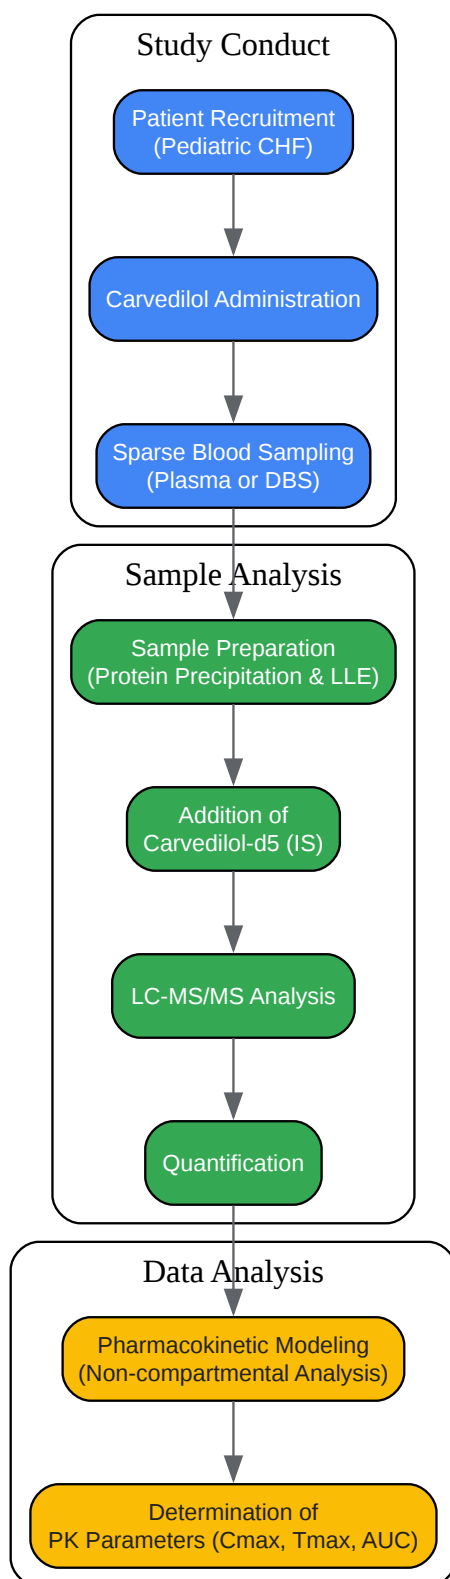 Study Conduct
Patient Recruitment
(Pediatric CHF)
Carvedilol Administration
Sparse Blood Sampling
(Plasma or DBS)
Sample Analysis
Sample Preparation
(Protein Precipitation & LLE)
Addition of
Carvedilol-d5 (IS)
LC-MS/MS Analysis
Quantification
Data Analysis
Pharmacokinetic Modeling
(Non-compartmental Analysis)
Determination of
PK Parameters (Cmax, Tmax, AUC)